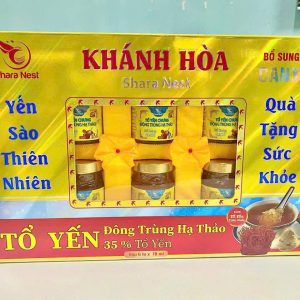 Shara Nest
KHÁNH HÒA
Shara Nest
BỔ SUNG
CANXI
Yến
Sào
Thiên
Nhiên
Quà
Tặng
Sức
Khỏe
TỔ YẾN CHƯNG
ĐÔNG TRÙNG HẠ THẢO
TỔ YẾN
Đông Trùng Hạ Thảo
35 % Tổ Yến